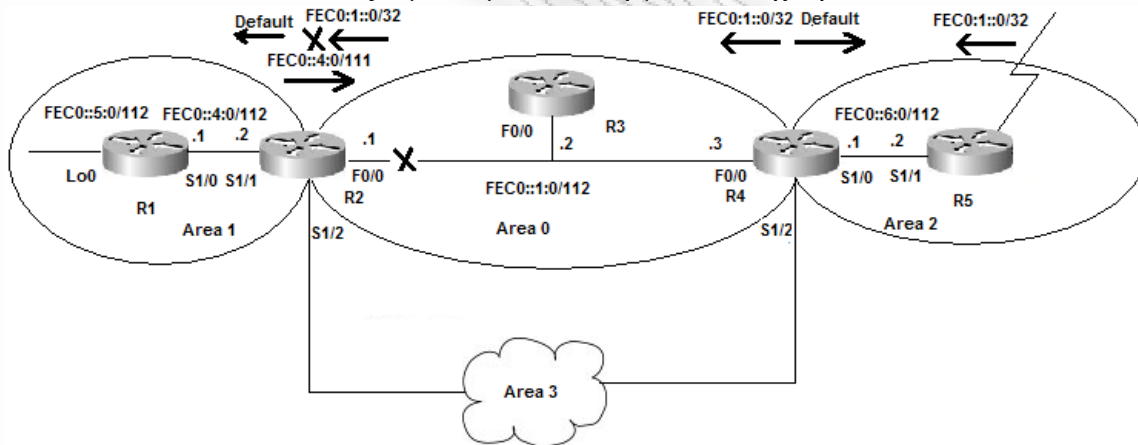 FEC0:1::0/32
Default
FEC0::4:0/111
FEC0:1::0/32 Default
FEC0:1::0/32
FEC0::5:0/112 FEC0::4:0/112
.1 .2
Lo0
S1/0 S1/1
R1
Area 1
.1
F0/0
R2
S1/2
F0/0
R3
.2
.3
FEC0::1:0/112
F0/0
R4
Area 0
S1/2
FEC0::6:0/112
.1 .2
S1/0 S1/1
R5
Area 2
Area 3